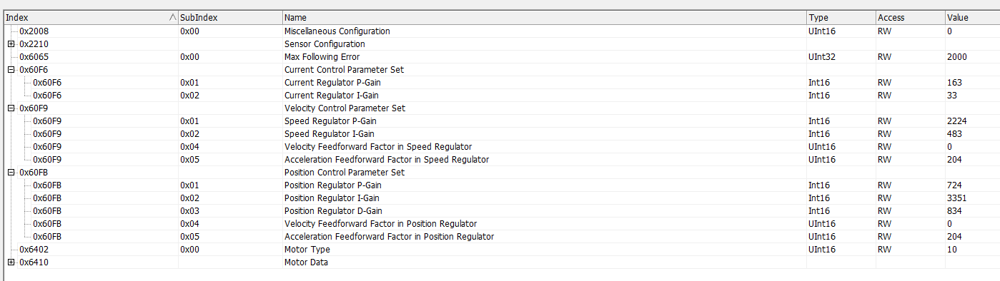 Index SubIndex Name Type Access Value
0x2008 0x00 Miscellaneous Configuration UInt16 RW 0
0x2210 Sensor Configuration
0x6065 0x00 Max Following Error UInt32 RW 2000
0x60F6 Current Control Parameter Set
0x60F6 0x01 Current Regulator P-Gain Int16 RW 163
0x60F6 0x02 Current Regulator I-Gain Int16 RW 33
0x60F9 Velocity Control Parameter Set
0x60F9 0x01 Speed Regulator P-Gain Int16 RW 2224
0x60F9 0x02 Speed Regulator I-Gain Int16 RW 483
0x60F9 0x04 Velocity Feedforward Factor in Speed Regulator UInt16 RW 0
0x60F9 0x05 Acceleration Feedforward Factor in Speed Regulator UInt16 RW 204
0x60FB Position Control Parameter Set
0x60FB 0x01 Position Regulator P-Gain Int16 RW 724
0x60FB 0x02 Position Regulator I-Gain Int16 RW 3351
0x60FB 0x03 Position Regulator D-Gain Int16 RW 834
0x60FB 0x04 Velocity Feedforward Factor in Position Regulator UInt16 RW 0
0x60FB 0x05 Acceleration Feedforward Factor in Position Regulator UInt16 RW 204
0x6402 0x00 Motor Type UInt16 RW 10
0x6410 Motor Data